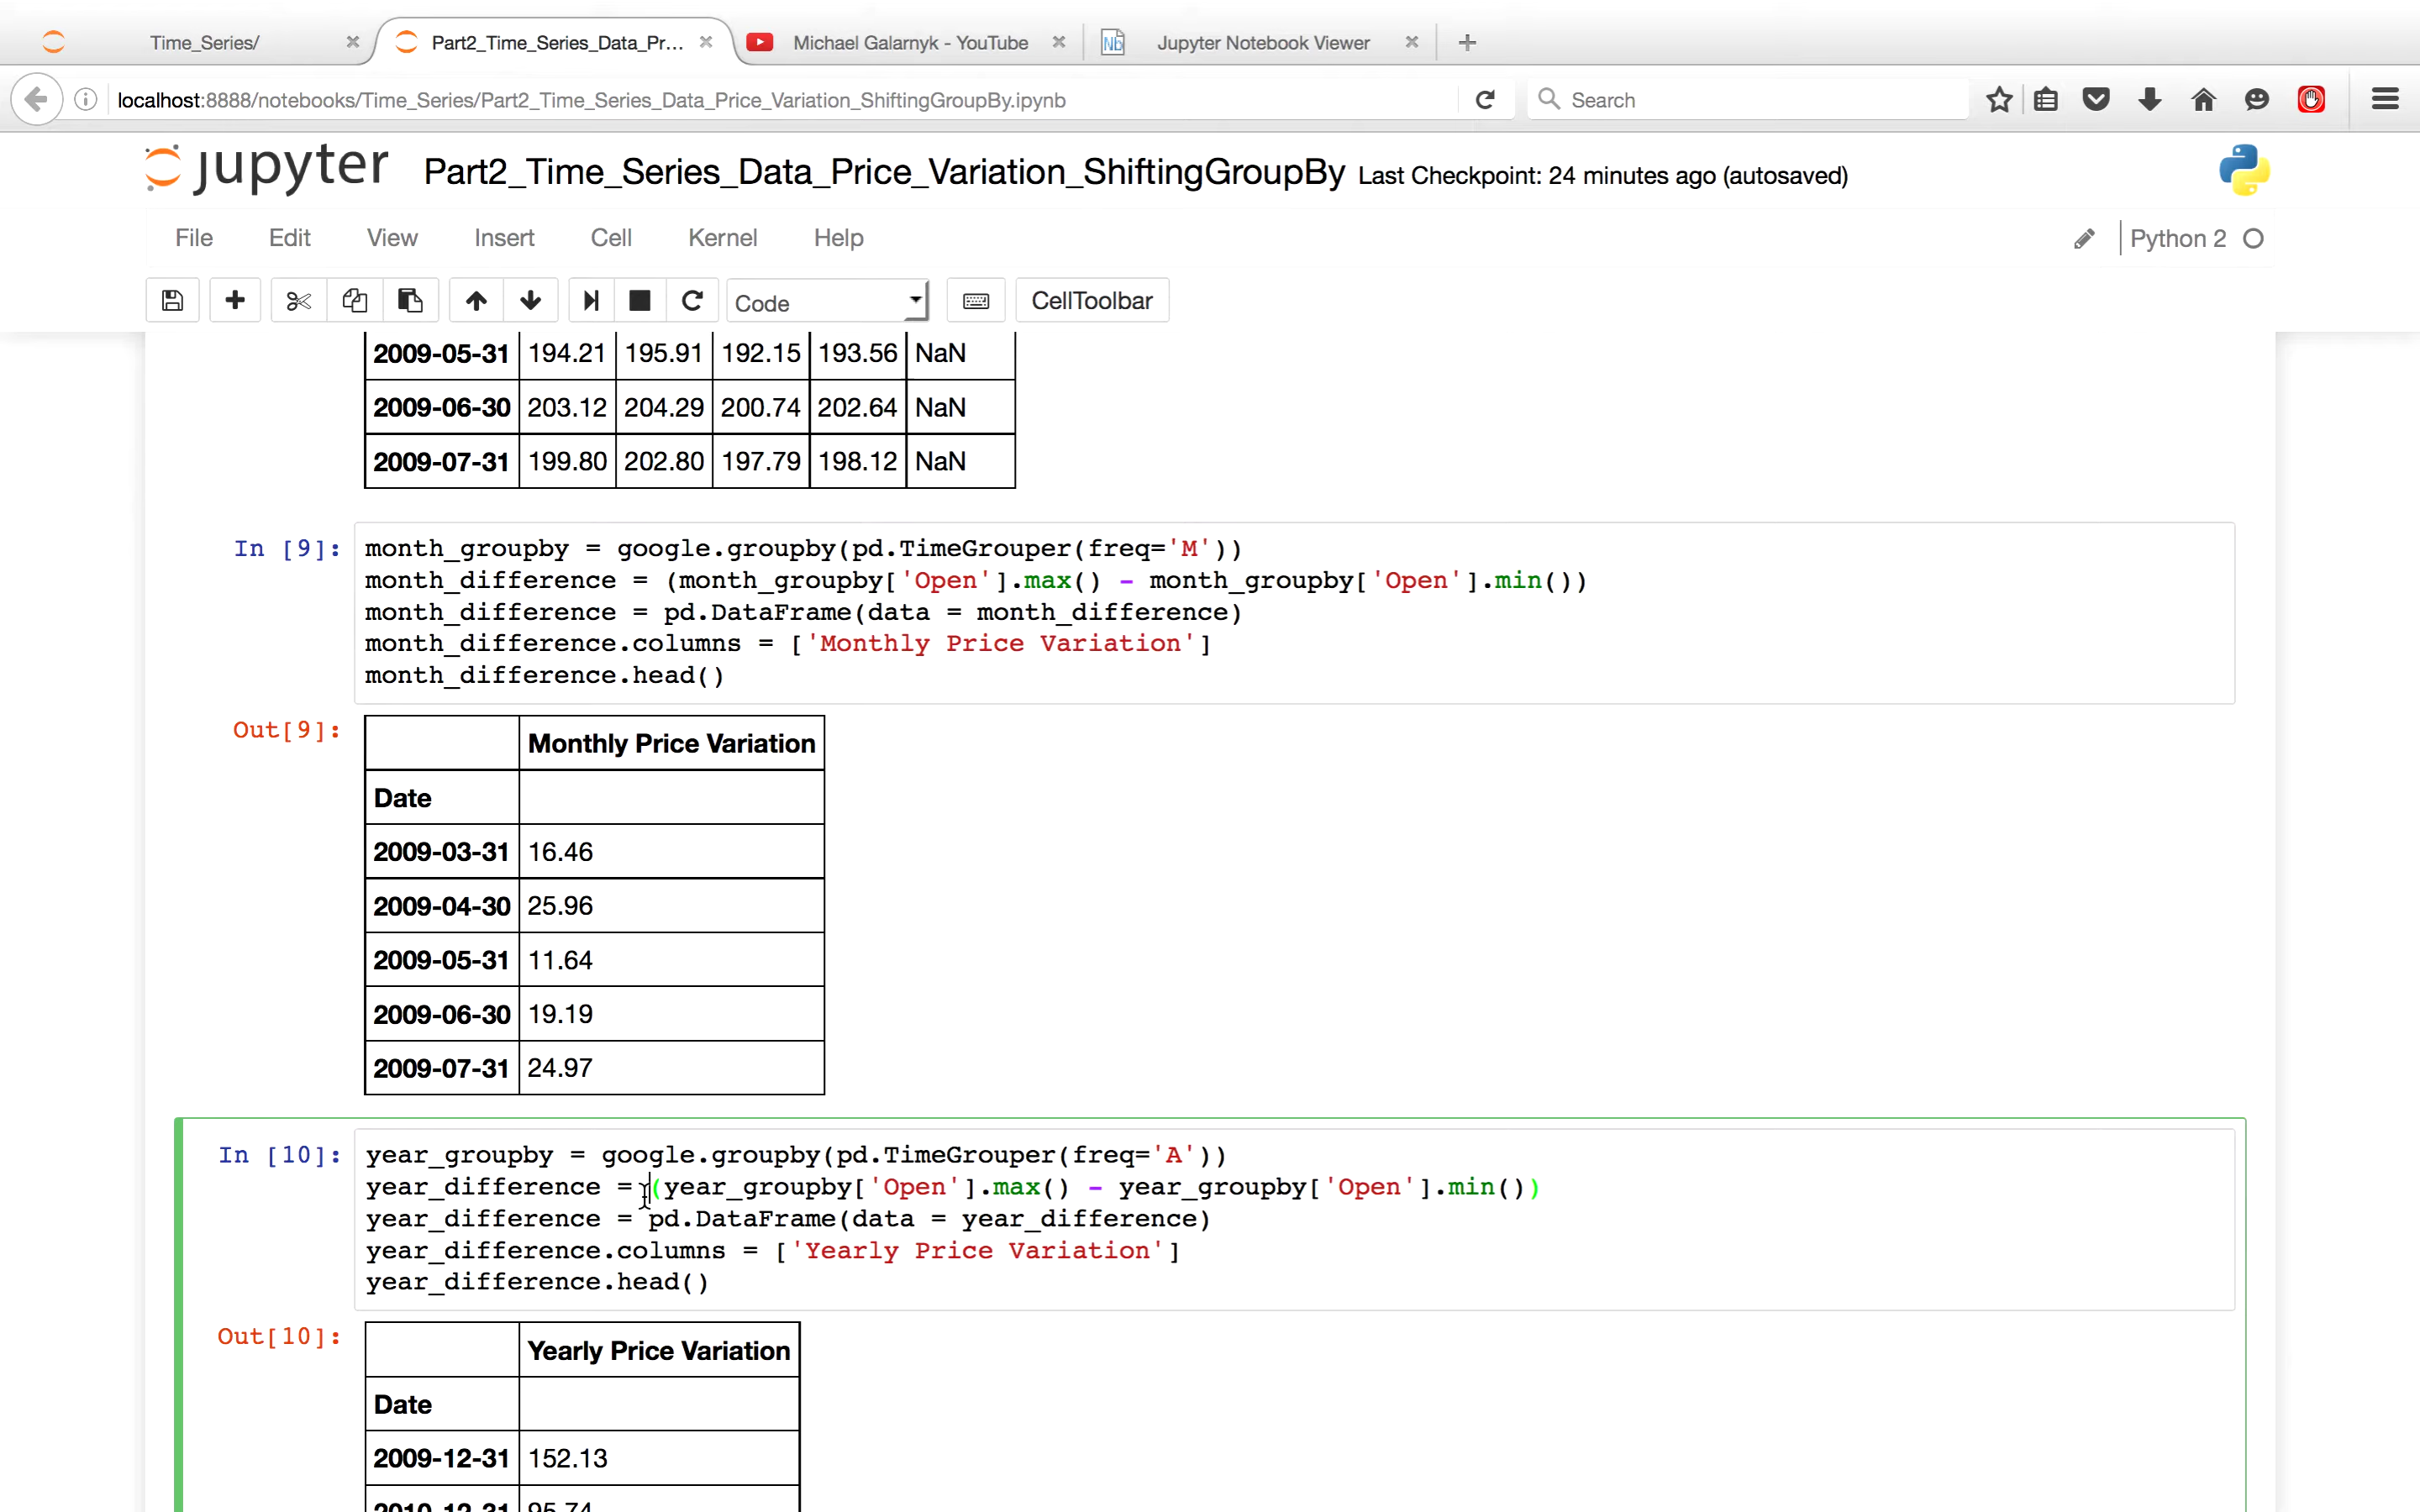 Time_Series/
Part2_Time_Series_Data_Pr...
Michael Galarnyk - YouTube
Nb
Jupyter Notebook Viewer
localhost:8888/notebooks/Time_Series/Part2_Time_Series_Data_Price_Variation_ShiftingGroupBy.ipynb
Search
jupyter Part2_Time_Series_Data_Price_Variation_ShiftingGroupBy Last Checkpoint: 24 minutes ago (autosaved)
File Edit View Insert Cell Kernel Help
Python 2
Code
CellToolbar
2009-05-31 194.21 195.91 192.15 193.56 NaN
2009-06-30 203.12 204.29 200.74 202.64 NaN
2009-07-31 199.80 202.80 197.79 198.12 NaN
In [9]: month_groupby = google.groupby(pd.TimeGrouper(freq='M'))
month_difference = (month_groupby['Open'].max() - month_groupby['Open'].min())
month_difference = pd.DataFrame(data = month_difference)
month_difference.columns = ['Monthly Price Variation']
month_difference.head()
Out[9]:
Monthly Price Variation
Date
2009-03-31 16.46
2009-04-30 25.96
2009-05-31 11.64
2009-06-30 19.19
2009-07-31 24.97
In [10]: year_groupby = google.groupby(pd.TimeGrouper(freq='A'))
year_difference = (year_groupby['Open'].max() - year_groupby['Open'].min())
year_difference = pd.DataFrame(data = year_difference)
year_difference.columns = ['Yearly Price Variation']
year_difference.head()
Out[10]:
Yearly Price Variation
Date
2009-12-31 152.13
2010-12-31 95.74